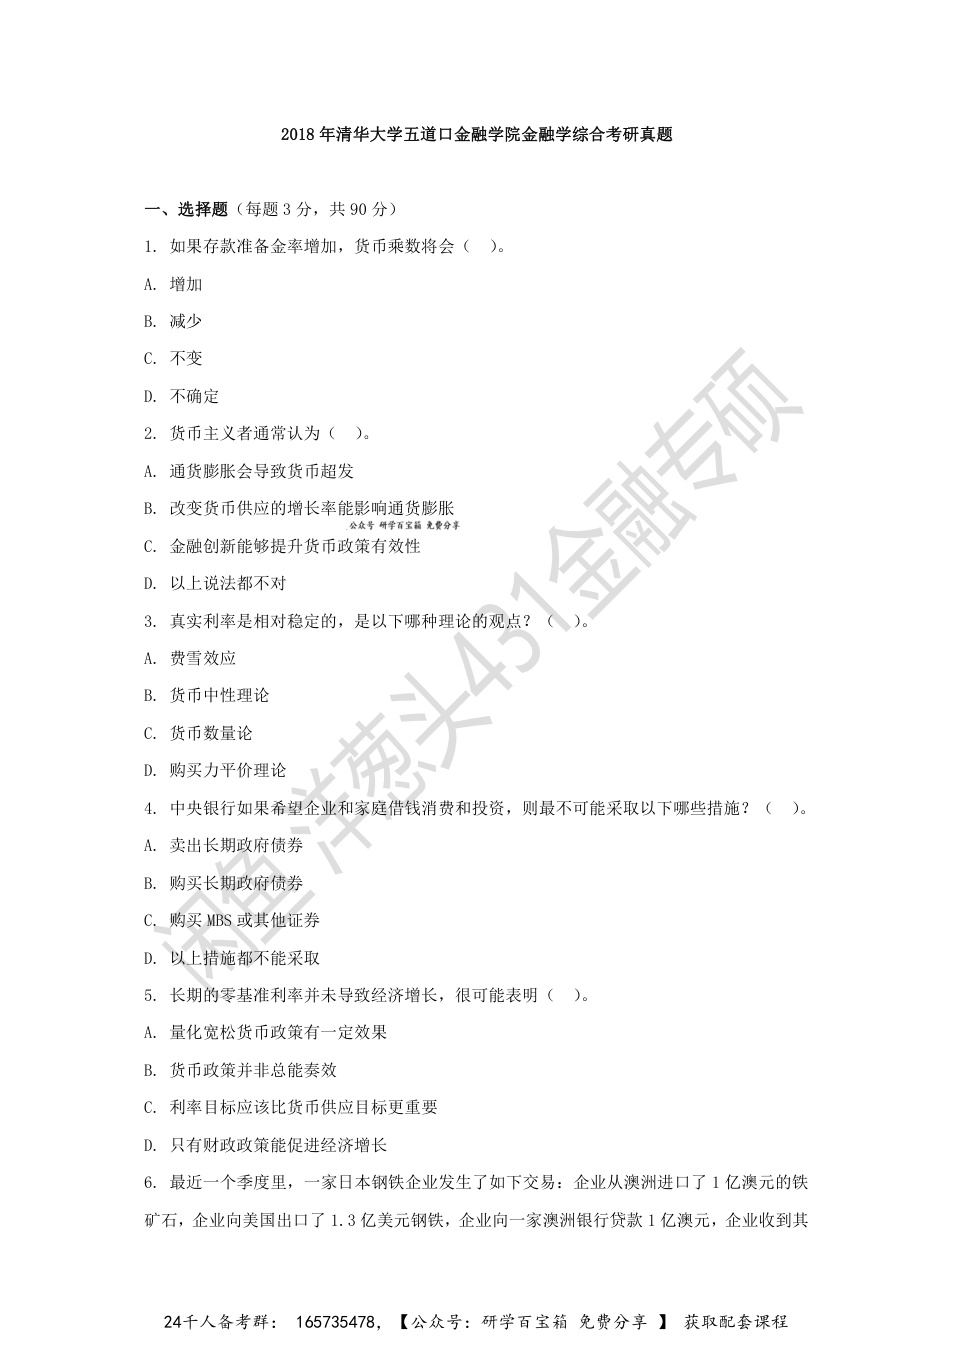 2018 年清华大学五道口金融学院金融学综合考研真题
一、选择题（每题 3 分，共 90 分）
1. 如果存款准备金率增加，货币乘数将会（　）。
A. 增加
B. 减少
C. 不变
D. 不确定
2. 货币主义者通常认为（　）。
A. 通货膨胀会导致货币超发
B. 改变货币供应的增长率能影响通货膨胀
公众号 研学百宝箱 免费分享
C. 金融创新能够提升货币政策有效性
D. 以上说法都不对
3. 真实利率是相对稳定的，是以下哪种理论的观点？（　）。
A. 费雪效应
B. 货币中性理论
C. 货币数量论
D. 购买力平价理论
4. 中央银行如果希望企业和家庭借钱消费和投资，则最不可能采取以下哪些措施？（　）。
A. 卖出长期政府债券
B. 购买长期政府债券
C. 购买 MBS 或其他证券
D. 以上措施都不能采取
5. 长期的零基准利率并未导致经济增长，很可能表明（　）。
A. 量化宽松货币政策有一定效果
B. 货币政策并非总能奏效
C. 利率目标应该比货币供应目标更重要
D. 只有财政政策能促进经济增长
6. 最近一个季度里，一家日本钢铁企业发生了如下交易：企业从澳洲进口了 1 亿澳元的铁
矿石，企业向美国出口了 1.3 亿美元钢铁，企业向一家澳洲银行贷款 1 亿澳元，企业收到其
闲鱼 洋葱头431金融专硕
24千人备考群： 165735478，【公众号：研学百宝箱 免费分享 】 获取配套课程